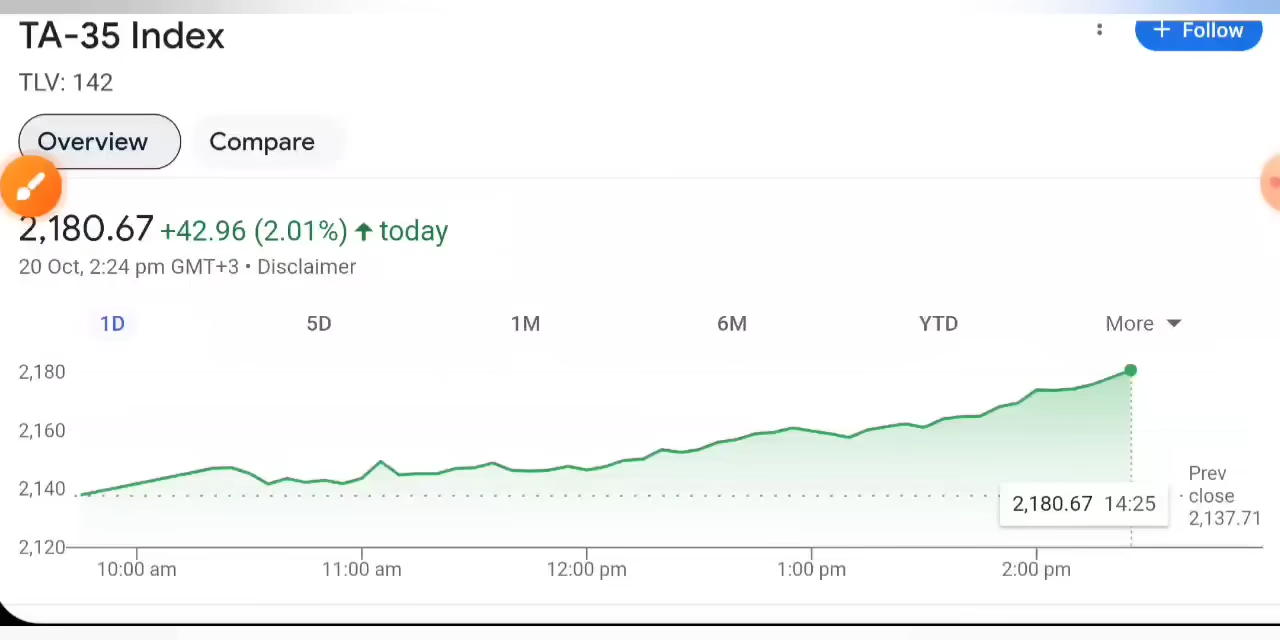 TA-35 Index
+ Follow
TLV: 142
Overview
Compare
2,180.67 +42.96 (2.01%) ↑ today
20 Oct, 2:24 pm GMT+3 • Disclaimer
1D 5D 1M 6M YTD More
2,180
2,160
2,140
2,120
2,180.67 14:25
Prev
close
2,137.71
10:00 am 11:00 am 12:00 pm 1:00 pm 2:00 pm